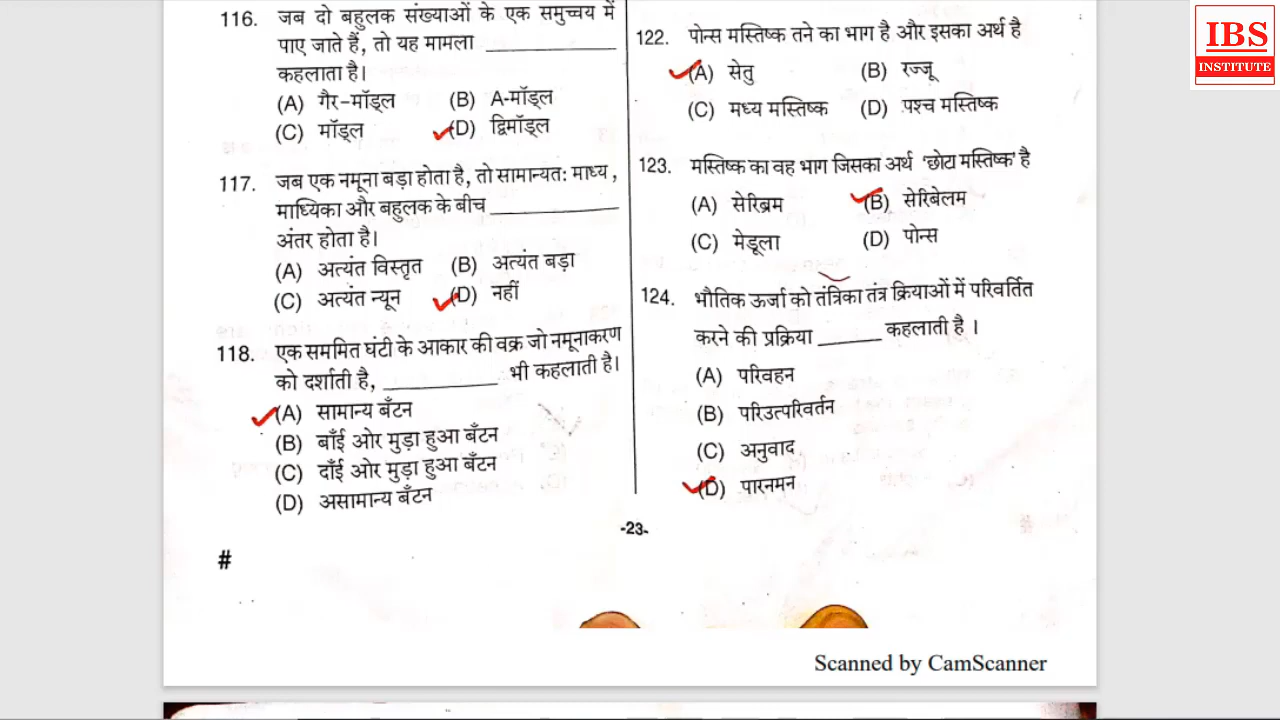 116. जब दो बहुलक संख्याओं के एक समुच्चय में
पाए जाते हैं, तो यह मामला ____________
कहलाता है।
(A) गैर-मॉड्ल (B) A-मॉड्ल
(C) मॉड्ल (D) द्विमॉड्ल
117. जब एक नमूना बड़ा होता है, तो सामान्यत: माध्य,
माध्यिका और बहुलक के बीच ____________
अंतर होता है।
(A) अत्यंत विस्तृत (B) अत्यंत बड़ा
(C) अत्यंत न्यून (D) नहीं
118. एक सममित घंटी के आकार की वक्र जो नमूनाकरण
को दर्शाती है, __________ भी कहलाती है।
(A) सामान्य बँटन
(B) बाँई ओर मुड़ा हुआ बँटन
(C) दाँई ओर मुड़ा हुआ बँटन
(D) असामान्य बँटन
122. पोन्स मस्तिष्क तने का भाग है और इसका अर्थ है
(A) सेतु (B) रज्जू
(C) मध्य मस्तिष्क (D) पश्च मस्तिष्क
123. मस्तिष्क का वह भाग जिसका अर्थ 'छोटा मस्तिष्क' है
(A) सेरिब्रम (B) सेरिबेलम
(C) मेडूला (D) पोन्स
124. भौतिक ऊर्जा को तंत्रिका तंत्र क्रियाओं में परिवर्तित
करने की प्रक्रिया ______ कहलाती है ।
(A) परिवहन
(B) परिउत्परिवर्तन
(C) अनुवाद
(D) पारनमन
-23-
#
Scanned by CamScanner
IBS
INSTITUTE